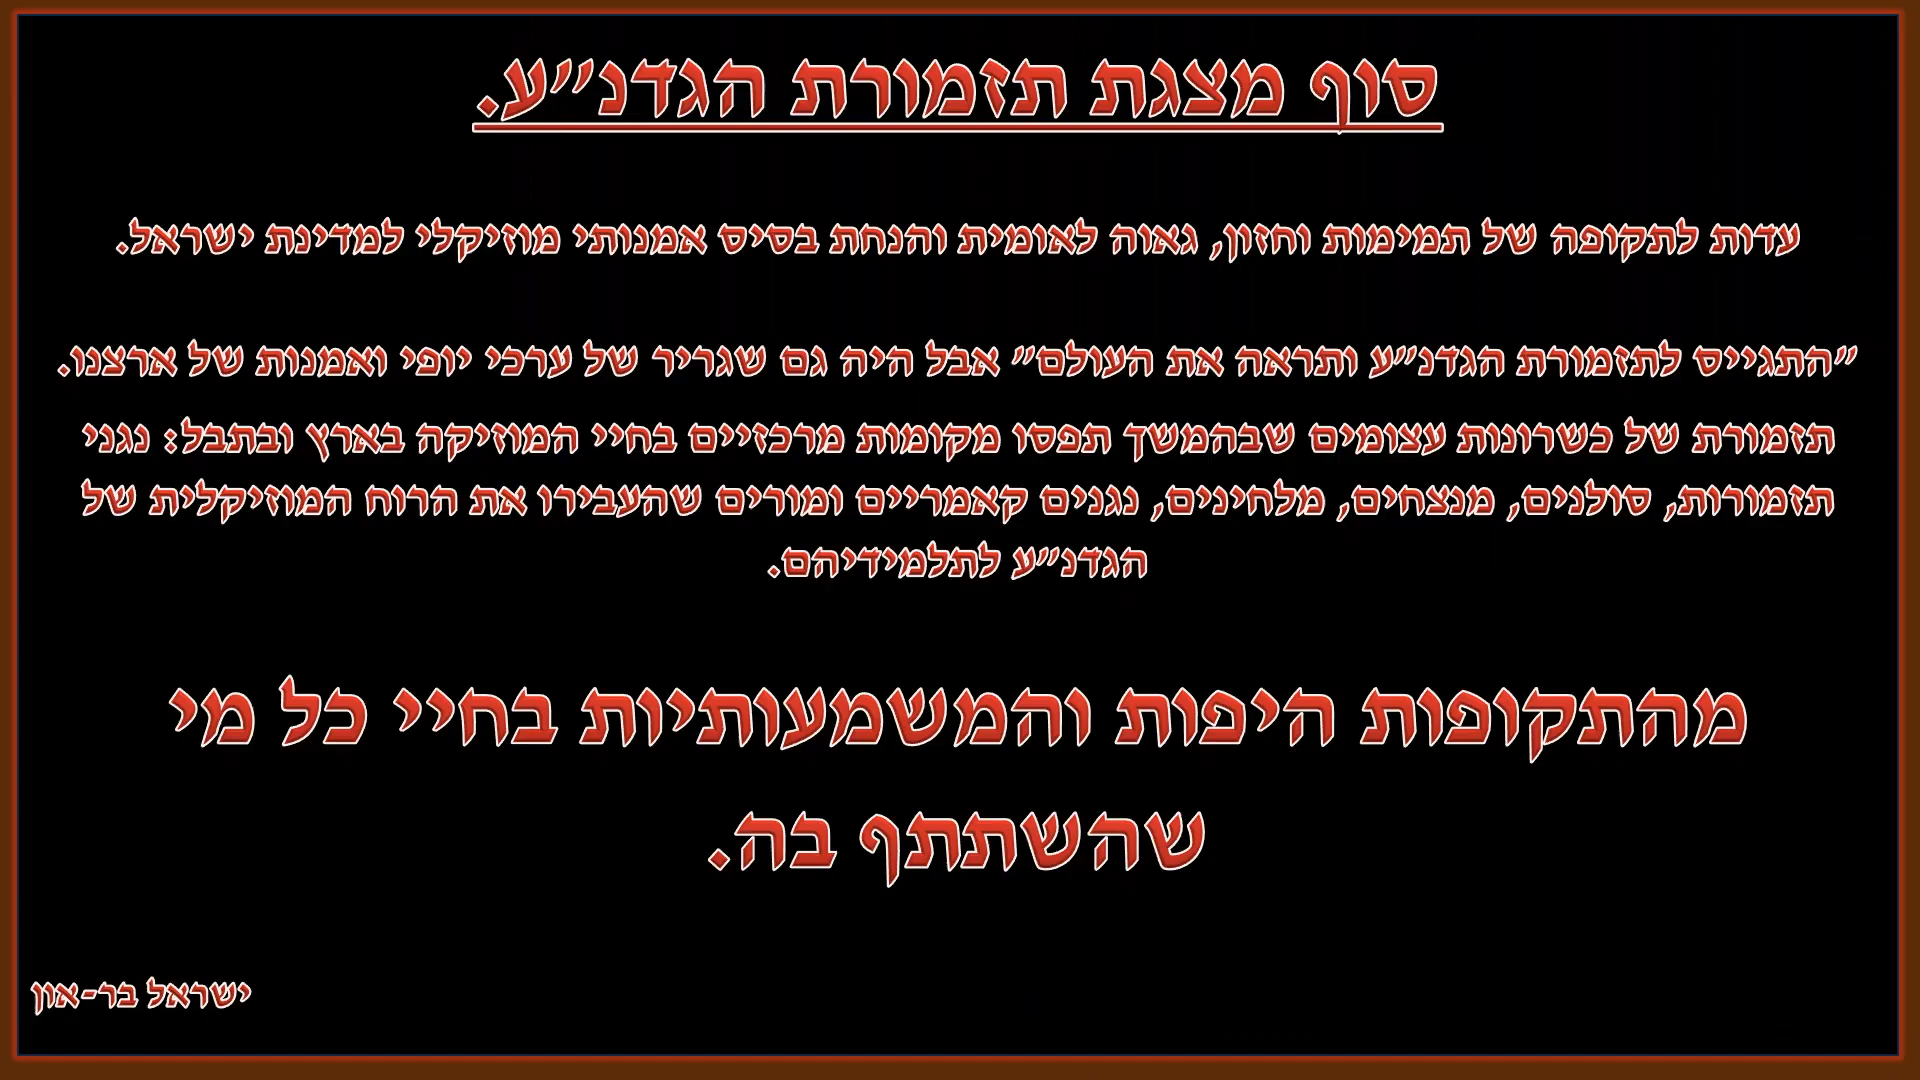 סוף מצגת תזמורת הגדנ״ע.
עדות לתקופה של תמימות וחזון, גאוה לאומית והנחת בסיס אמנותי מוזיקלי למדינת ישראל.
״התגייס לתזמורת הגדנ״ע ותראה את העולם״ אבל היה גם שגריר של ערכי יופי ואמנות של ארצנו.
תזמורת של כשרונות עצומים שבהמשך תפסו מקומות מרכזיים בחיי המוזיקה בארץ ובתבל: נגני
תזמורות, סולנים, מנצחים, מלחינים, נגנים קאמריים ומורים שהעבירו את הרוח המוזיקלית של
הגדנ״ע לתלמידיהם.
מהתקופות היפות והמשמעותיות בחיי כל מי
שהשתתף בה.
ישראל בר-און